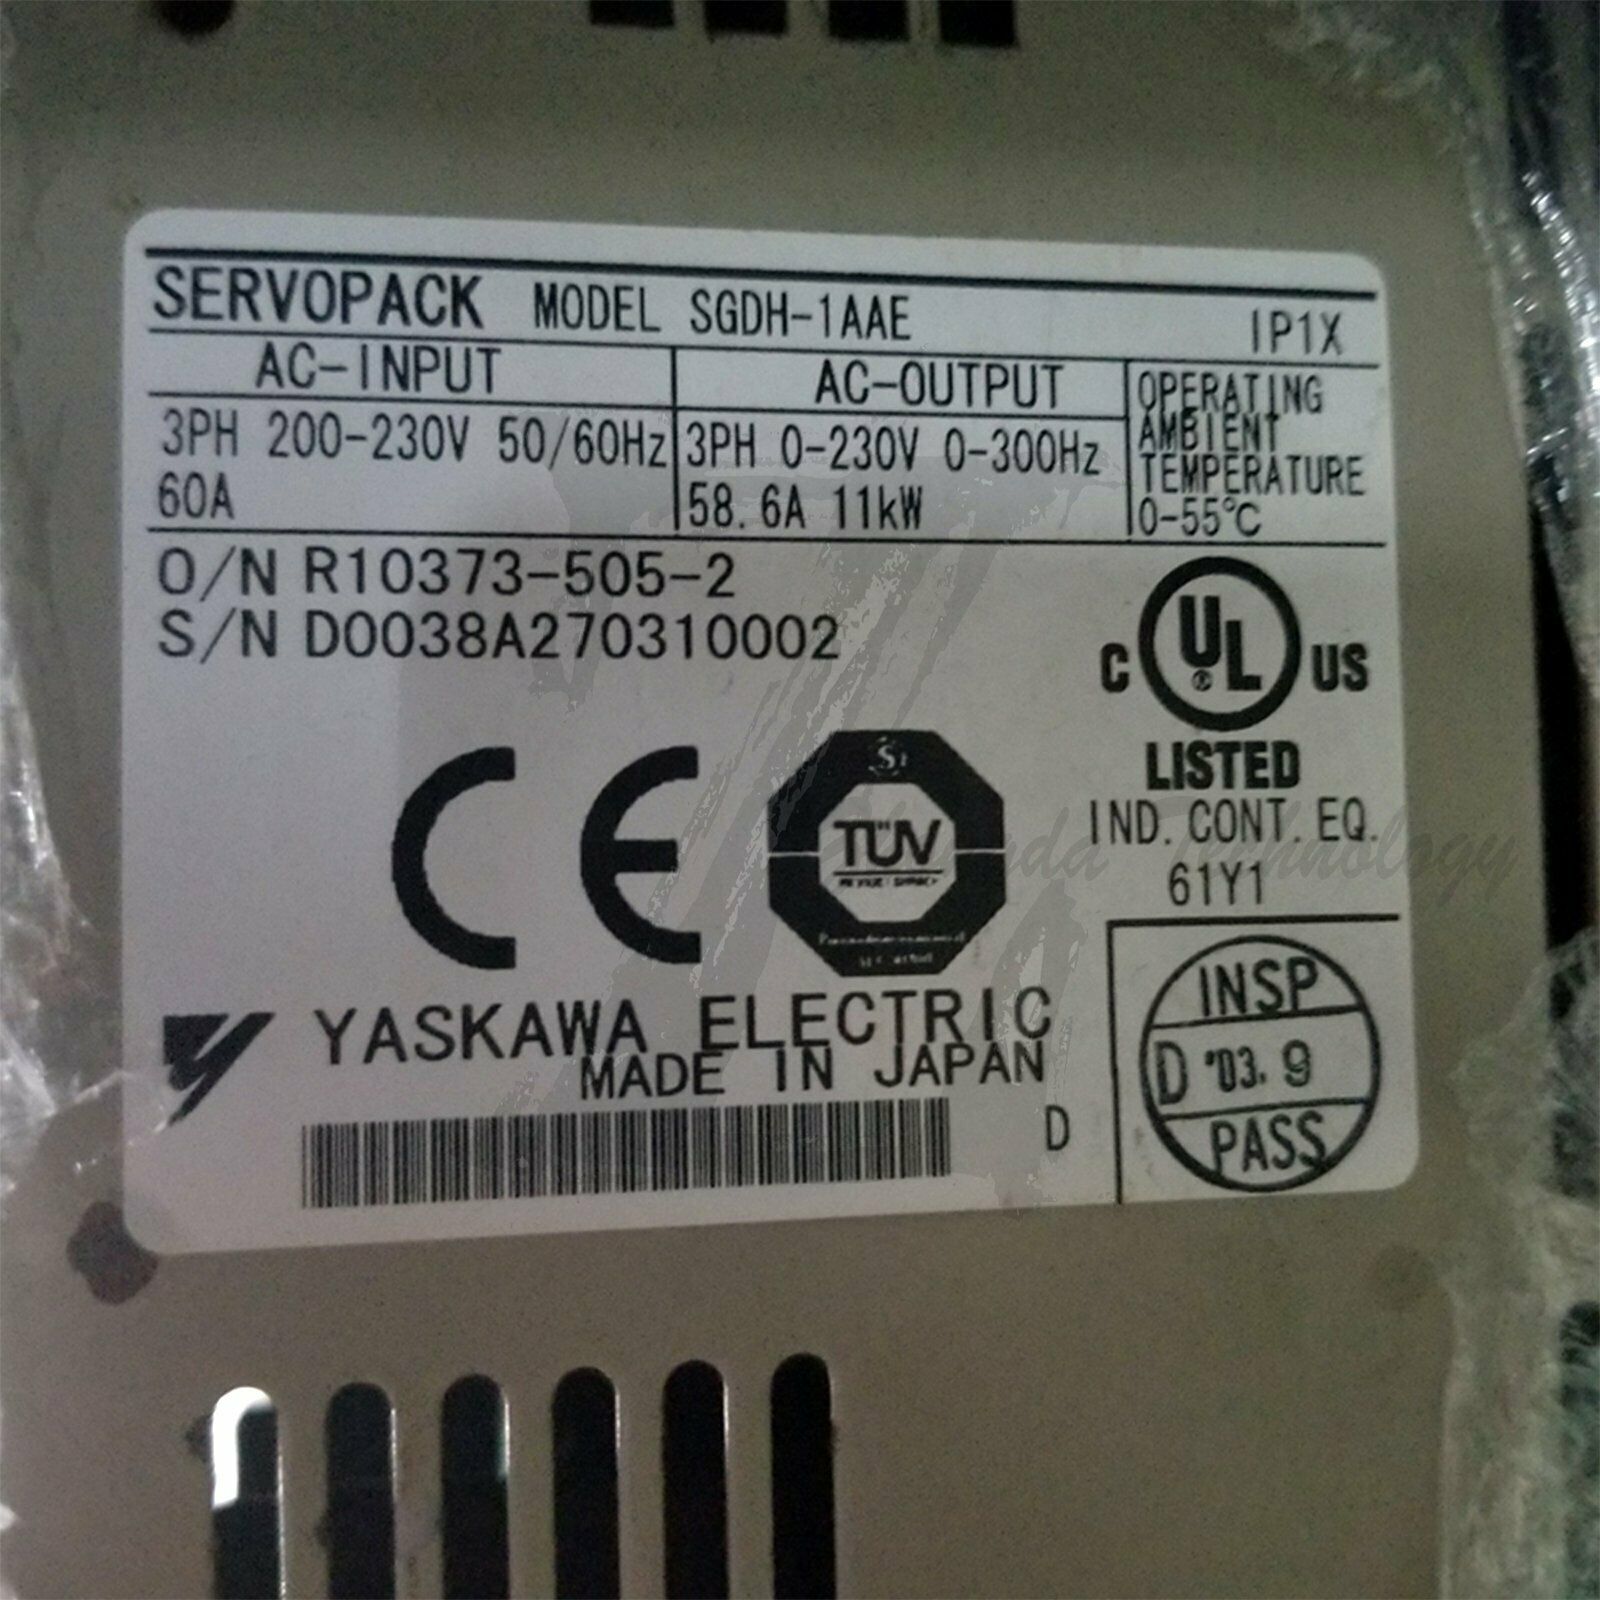 SERVOPACK MODEL SGDH-1AAE IP1X
AC-INPUT
3PH 200-230V 50/60Hz
60A
AC-OUTPUT
3PH 0-230V 0-300Hz
58.6A 11kW
OPERATING
AMBIENT
TEMPERATURE
0-55℃
O/N R10373-505-2
S/N D0038A270310002
C UL ® US
LISTED
IND. CONT. EQ.
61Y1
CE
TÜV
Technology
YASKAWA ELECTRIC
MADE IN JAPAN
D
INSP
D '03. 9
PASS